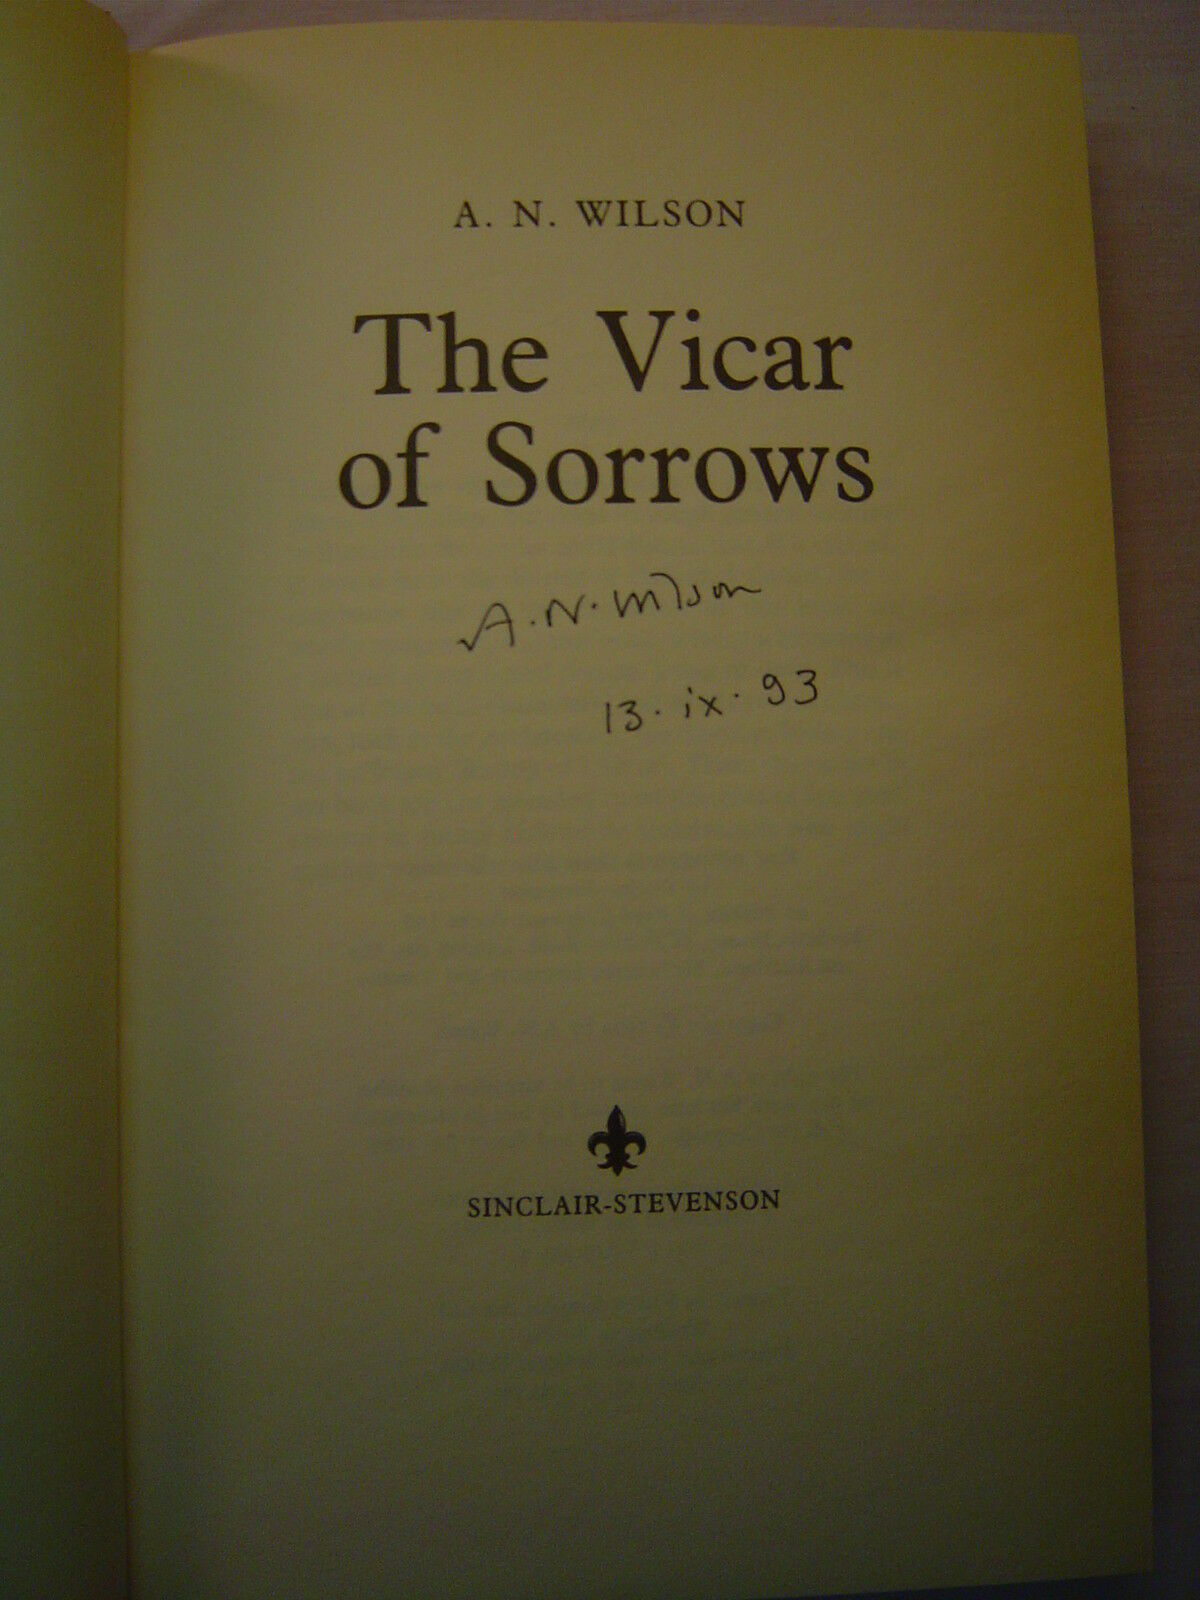 A. N. WILSON
The Vicar
of Sorrows
A. N. Wilson
13. ix. 93
SINCLAIR-STEVENSON